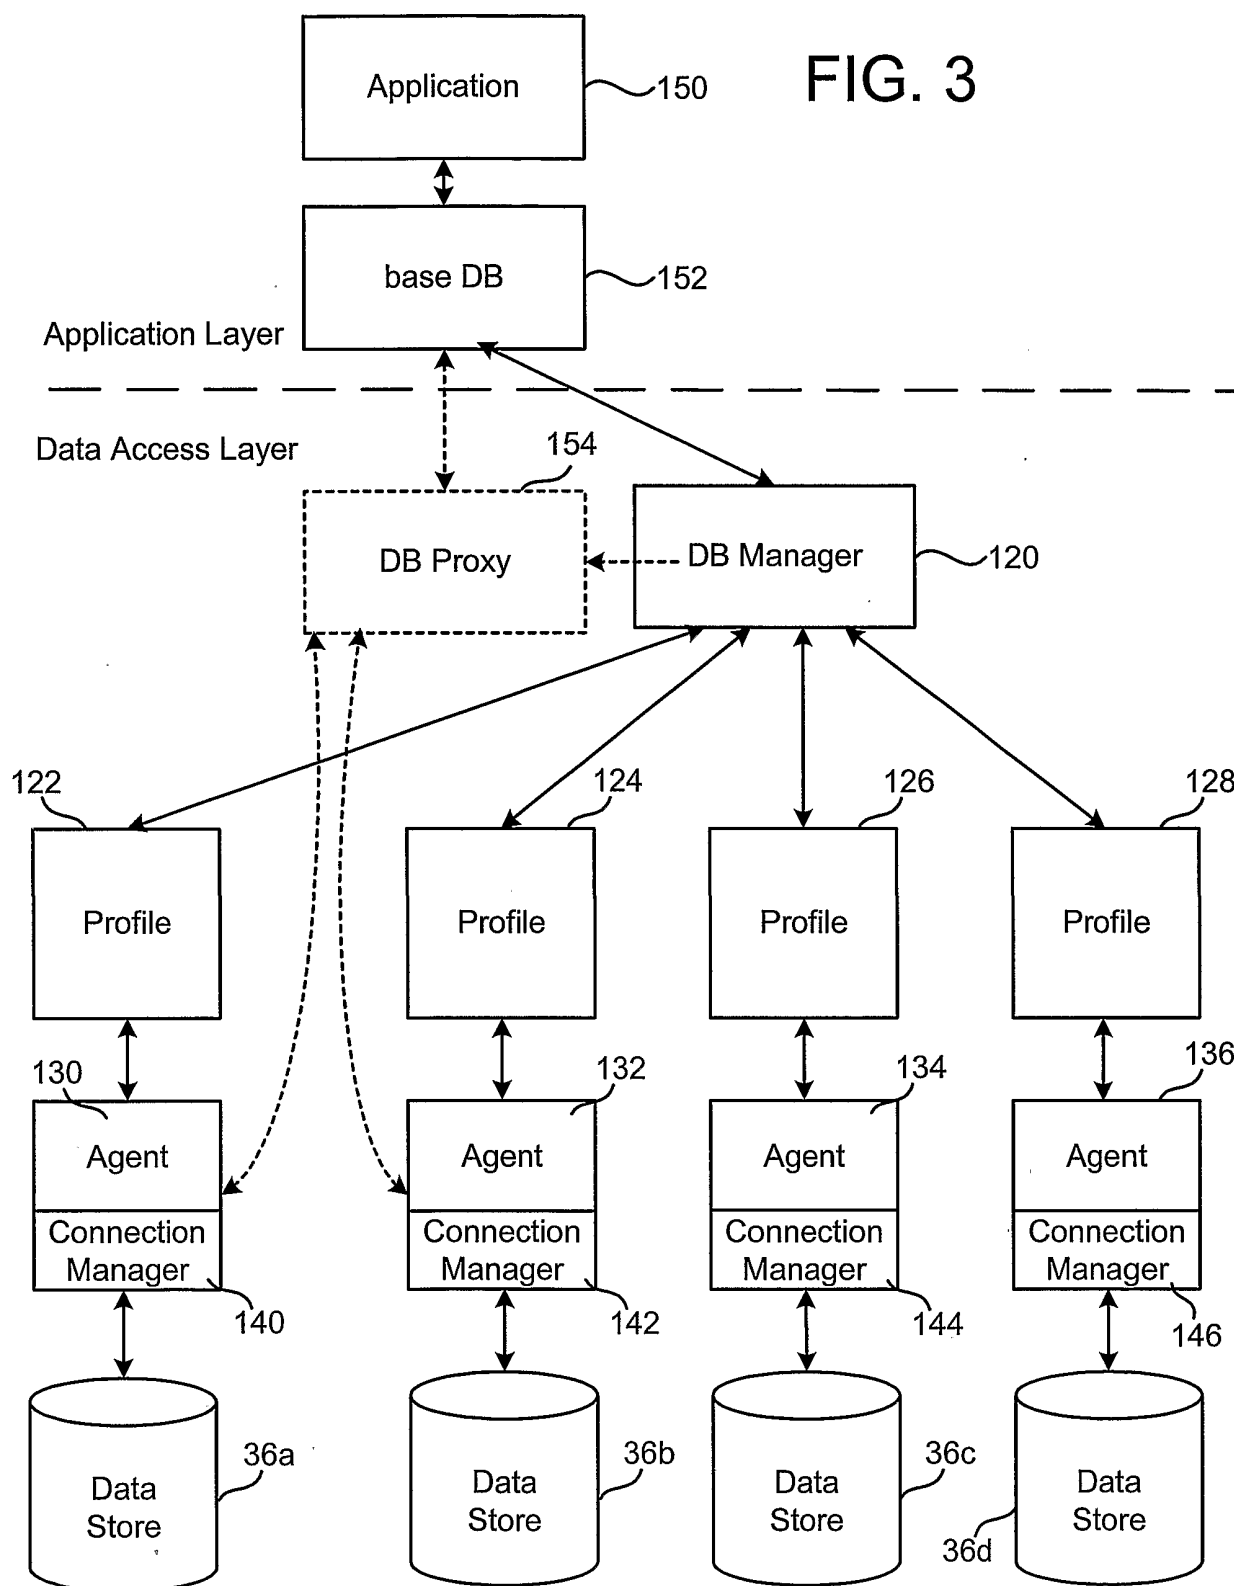 FIG. 3
Application
150
base DB
152
Application Layer
Data Access Layer
154
DB Proxy
DB Manager
120
122
124
126
128
Profile
Profile
Profile
Profile
130
132
134
136
Agent
Agent
Agent
Agent
Connection
Manager
Connection
Manager
Connection
Manager
Connection
Manager
140
142
144
146
36a
36b
36c
36d
Data
Store
Data
Store
Data
Store
Data
Store